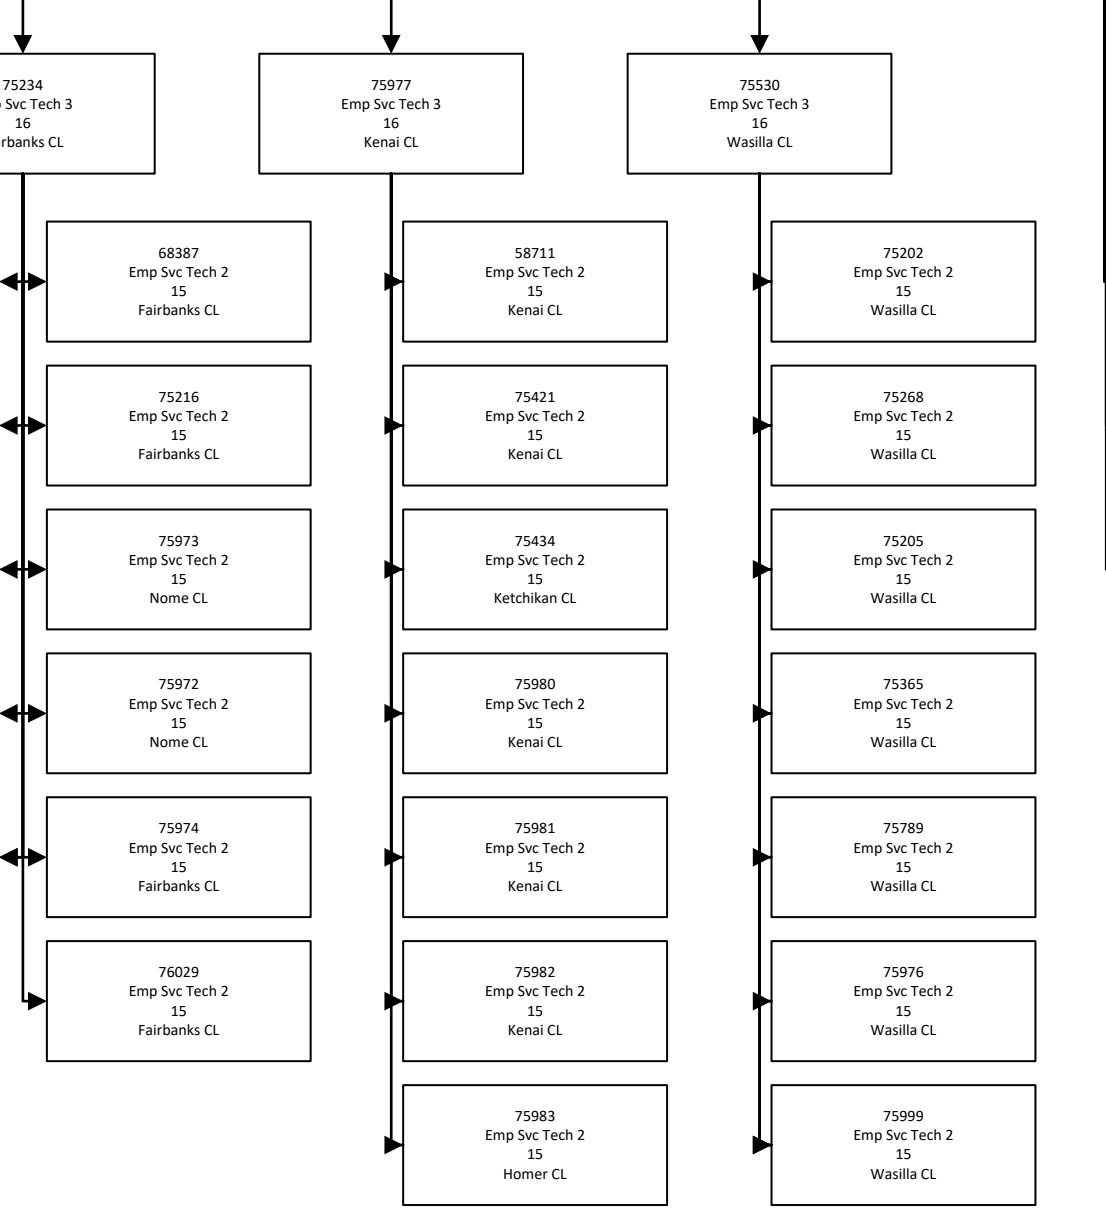 75234
Svc Tech 3
16
rbanks CL
75977
Emp Svc Tech 3
16
Kenai CL
75530
Emp Svc Tech 3
16
Wasilla CL
68387
Emp Svc Tech 2
15
Fairbanks CL
58711
Emp Svc Tech 2
15
Kenai CL
75202
Emp Svc Tech 2
15
Wasilla CL
75216
Emp Svc Tech 2
15
Fairbanks CL
75421
Emp Svc Tech 2
15
Kenai CL
75268
Emp Svc Tech 2
15
Wasilla CL
75973
Emp Svc Tech 2
15
Nome CL
75434
Emp Svc Tech 2
15
Ketchikan CL
75205
Emp Svc Tech 2
15
Wasilla CL
75972
Emp Svc Tech 2
15
Nome CL
75980
Emp Svc Tech 2
15
Kenai CL
75365
Emp Svc Tech 2
15
Wasilla CL
75974
Emp Svc Tech 2
15
Fairbanks CL
75981
Emp Svc Tech 2
15
Kenai CL
75789
Emp Svc Tech 2
15
Wasilla CL
76029
Emp Svc Tech 2
15
Fairbanks CL
75982
Emp Svc Tech 2
15
Kenai CL
75976
Emp Svc Tech 2
15
Wasilla CL
75983
Emp Svc Tech 2
15
Homer CL
75999
Emp Svc Tech 2
15
Wasilla CL